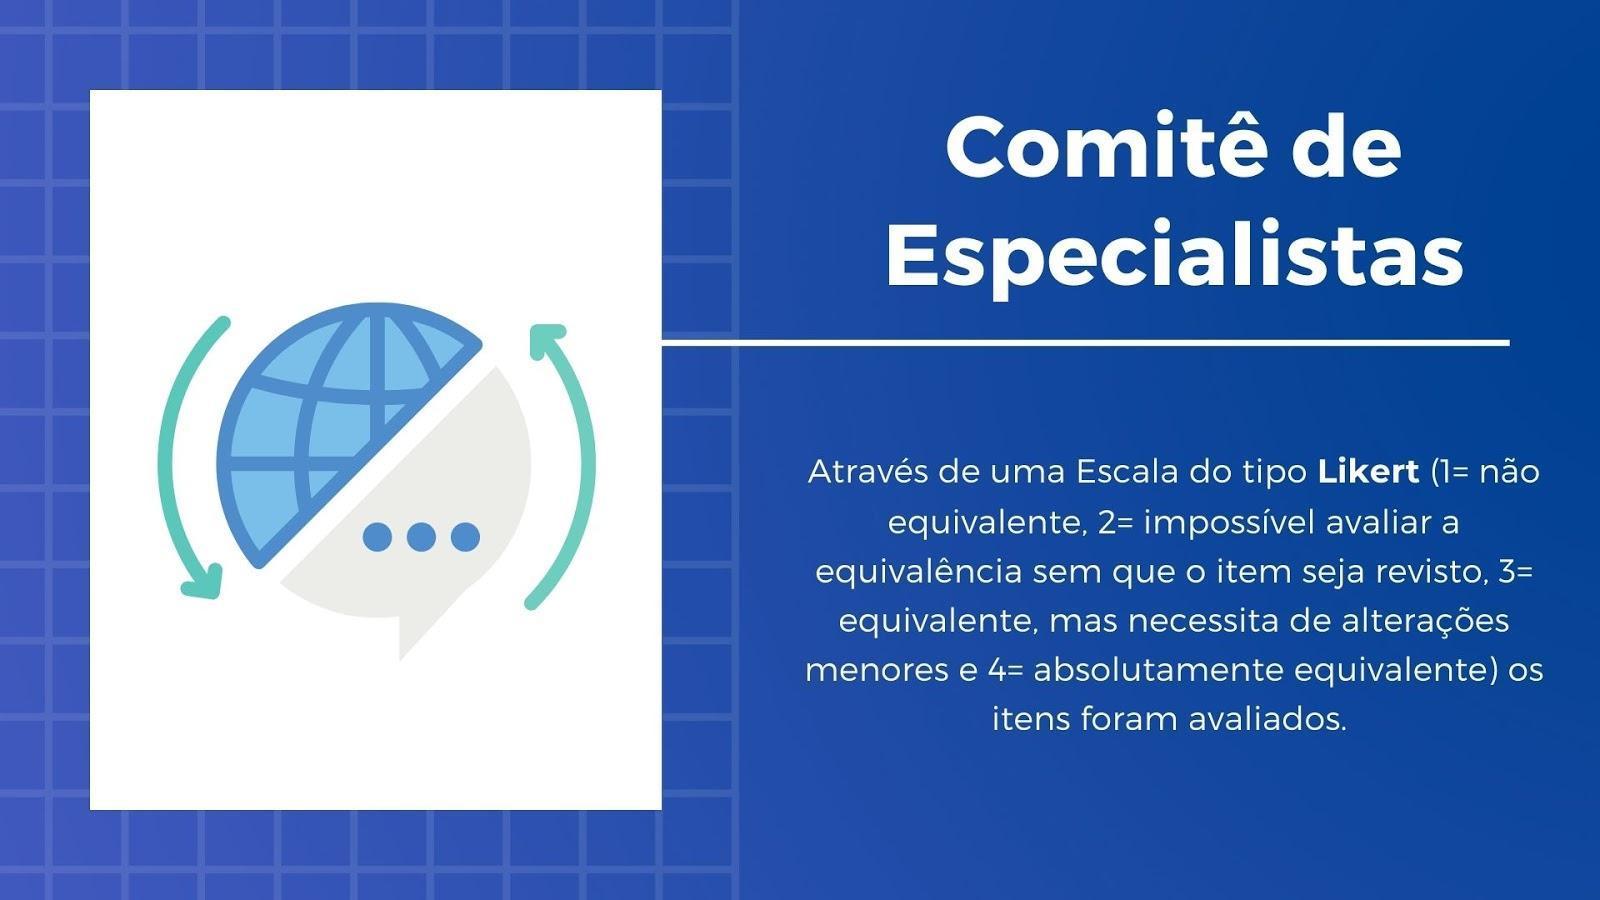 Comitê de
Especialistas
Através de uma Escala do tipo Likert (1= não
equivalente, 2= impossível avaliar a
equivalência sem que o item seja revisto, 3=
equivalente, mas necessita de alterações
menores e 4= absolutamente equivalente) os
itens foram avaliados.